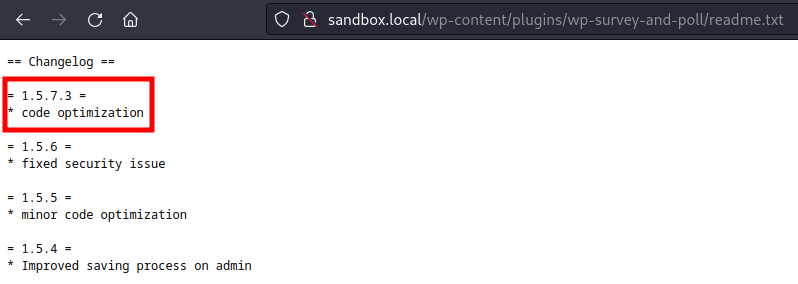 sandbox.local/wp-content/plugins/wp-survey-and-poll/readme.txt
== Changelog ==
= 1.5.7.3 =
* code optimization
= 1.5.6 =
* fixed security issue
= 1.5.5 =
* minor code optimization
= 1.5.4 =
* Improved saving process on admin